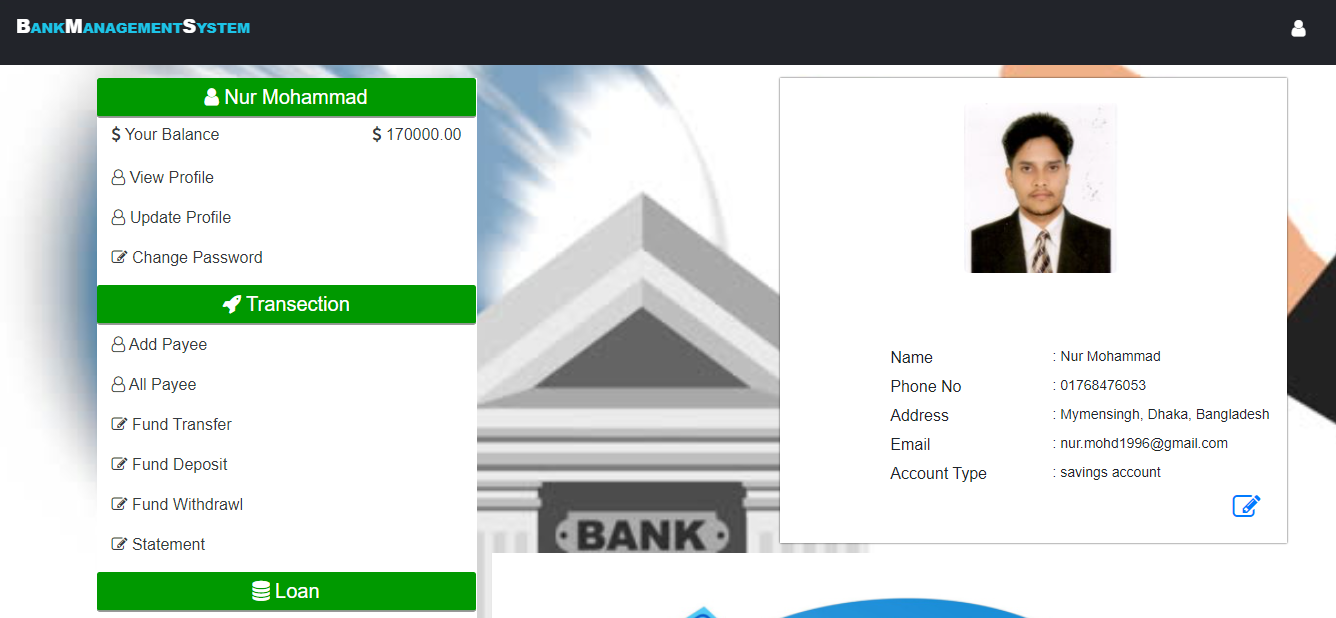 BankManagementSystem
Nur Mohammad
$ Your Balance $ 170000.00
View Profile
Update Profile
Change Password
Transection
Add Payee
All Payee
Fund Transfer
Fund Deposit
Fund Withdrawl
Statement
Loan
BANK
Name : Nur Mohammad
Phone No : 01768476053
Address : Mymensingh, Dhaka, Bangladesh
Email : nur.mohd1996@gmail.com
Account Type : savings account